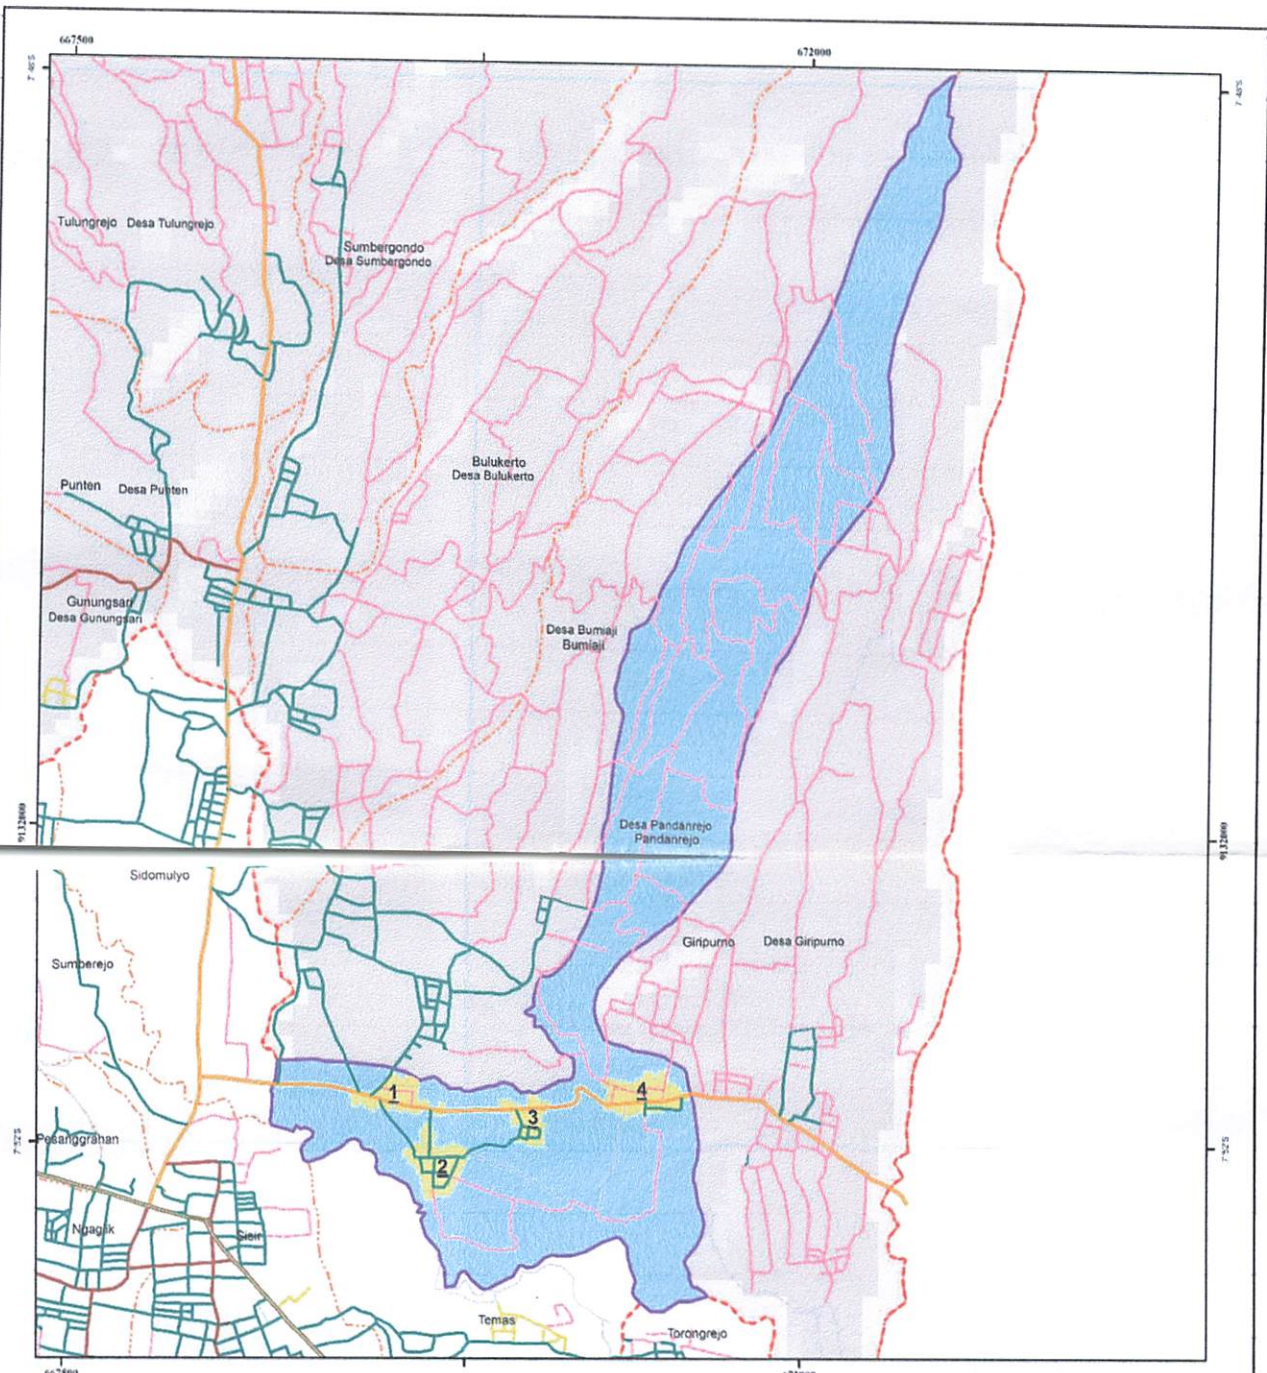 667500
672000
7°48'S
7°48'S
Tulungrejo Desa Tulungrejo
Sumbergondo
Desa Sumbergondo
Bulukerto
Desa Bulukerto
Punten Desa Punten
Gunungsari
Desa Gunungsari
Desa Bumiaji
Bumiaji
9132000
Desa Pandanrejo
Pandanrejo
9132000
Sidomulyo
Giripurno Desa Giripurno
Sumberejo
1
4
3
Pesanggrahan
7°52'S
7°52'S
2
Ngaglik
Sisir
Temas
Torongrejo